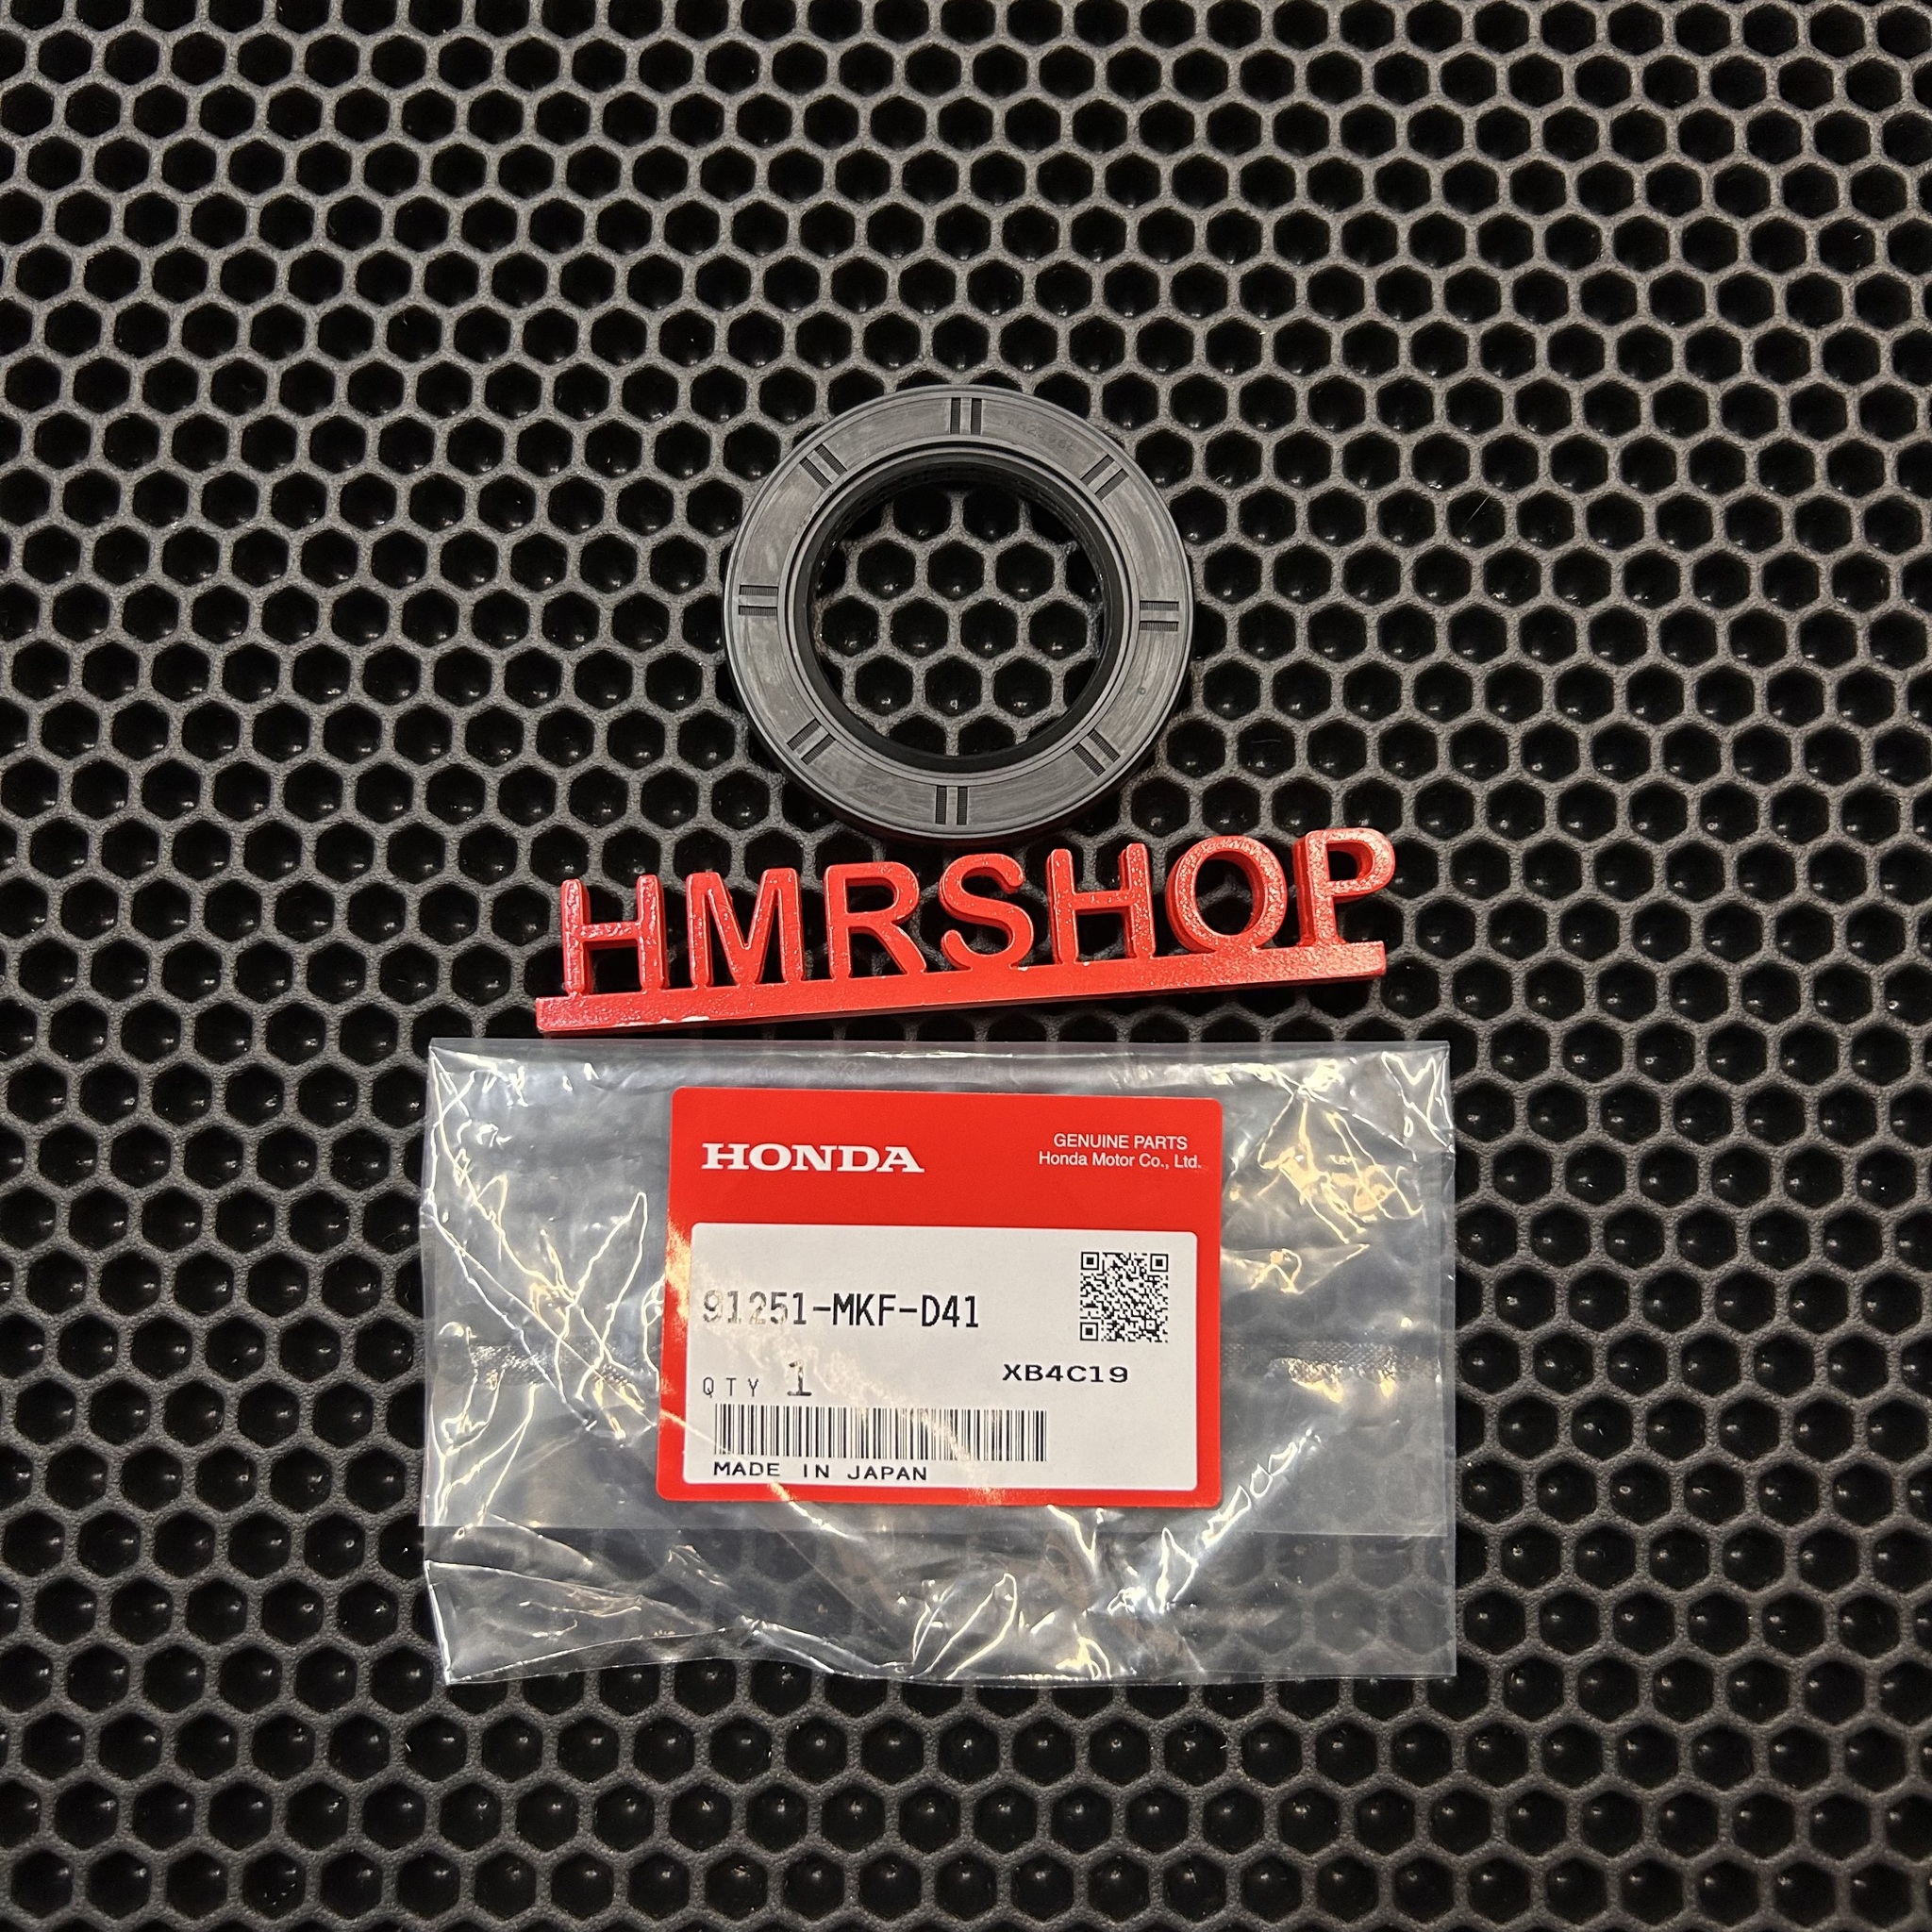 HMRSHOP
HONDA
GENUINE PARTS
Honda Motor Co., Ltd.
91251-MKF-D41
QTY 1
XB4C19
MADE IN JAPAN